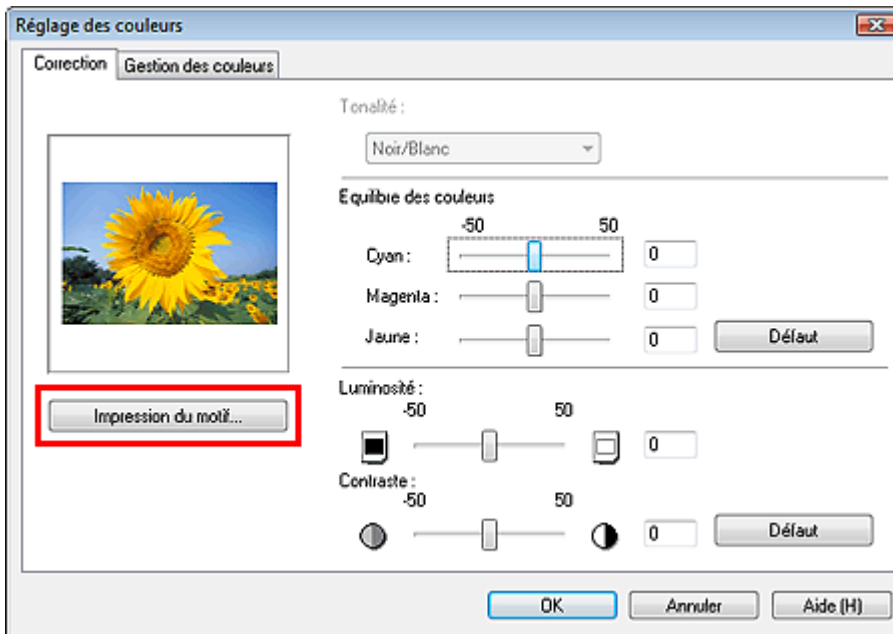 Réglage des couleurs
Correction
Gestion des couleurs
Tonalité :
Noir/Blanc
Equilibre des couleurs
-50 50
Cyan : 0
Magenta : 0
Jaune : 0 Défaut
Impression du motif...
Luminosité :
-50 50
0
Contraste :
-50 50
0 Défaut
OK Annuler Aide (H)